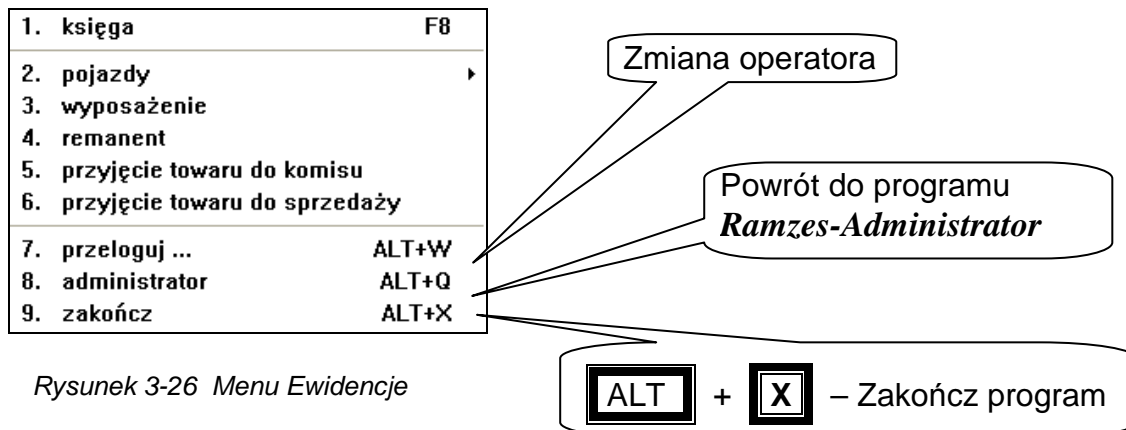 1. księga F8
2. pojazdy
3. wyposażenie
4. remanent
5. przyjęcie towaru do komisu
6. przyjęcie towaru do sprzedaży
7. przeloguj ... ALT+W
8. administrator ALT+Q
9. zakończ ALT+X
Zmiana operatora
Powrót do programu
Ramzes-Administrator
ALT + X – Zakończ program
Rysunek 3-26 Menu Ewidencje